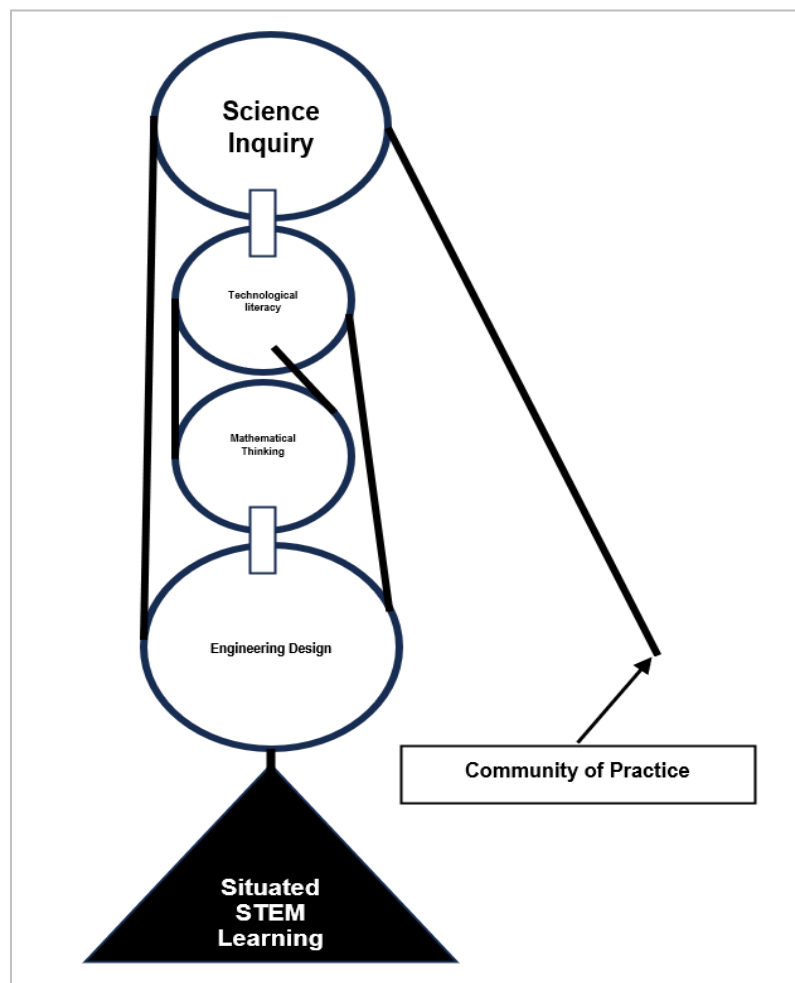 Science
Inquiry
Technological
literacy
Mathematical
Thinking
Engineering Design
Community of Practice
Situated
STEM
Learning